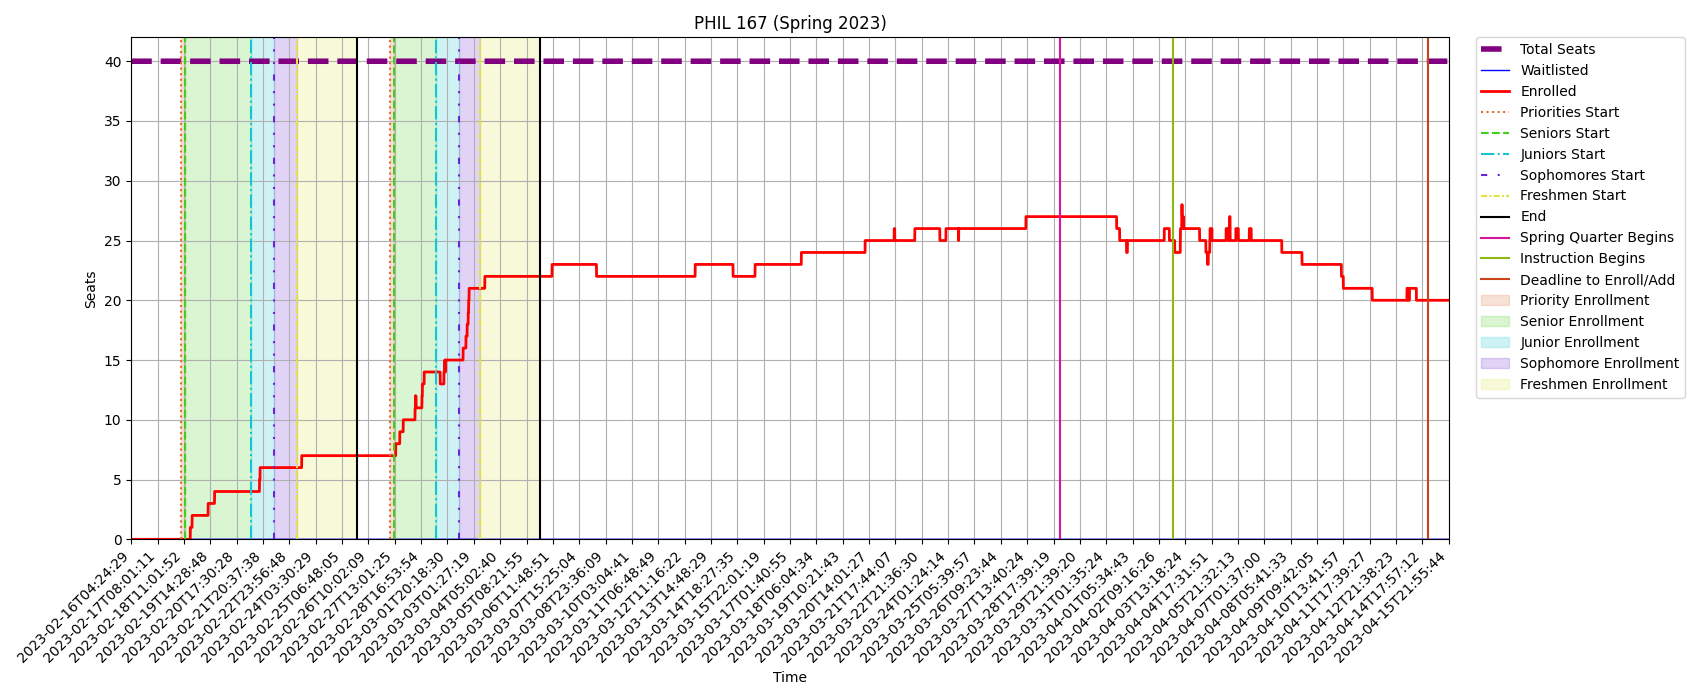 PHIL 167 (Spring 2023)
Seats
40
35
30
25
20
15
10
5
0
2023-02-16T04:24:29
2023-02-17T08:01:11
2023-02-18T11:01:52
2023-02-19T14:28:48
2023-02-20T17:30:28
2023-02-21T20:37:38
2023-02-22T23:56:48
2023-02-24T03:30:29
2023-02-25T06:48:05
2023-02-26T10:02:09
2023-02-27T13:01:25
2023-02-28T16:53:54
2023-03-01T20:18:30
2023-03-04T01:27:19
2023-03-04T05:02:40
2023-03-05T08:21:55
2023-03-06T11:48:51
2023-03-07T15:25:04
2023-03-08T23:36:09
2023-03-10T03:04:41
2023-03-11T06:48:49
2023-03-12T11:16:22
2023-03-13T14:48:29
2023-03-14T18:27:35
2023-03-15T22:01:19
2023-03-17T01:40:55
2023-03-18T06:04:34
2023-03-19T10:21:43
2023-03-20T14:01:27
2023-03-21T17:44:07
2023-03-22T21:36:30
2023-03-24T01:24:14
2023-03-25T05:39:57
2023-03-26T09:23:44
2023-03-27T13:40:24
2023-03-28T17:39:19
2023-03-29T21:39:20
2023-03-31T01:35:24
2023-04-01T05:34:43
2023-04-02T09:16:26
2023-04-03T13:18:24
2023-04-04T17:31:51
2023-04-05T21:32:13
2023-04-07T01:37:00
2023-04-08T05:41:33
2023-04-09T09:42:05
2023-04-10T13:41:57
2023-04-11T17:39:27
2023-04-12T21:38:23
2023-04-14T17:57:12
2023-04-15T21:55:44
Time
Total Seats
Waitlisted
Enrolled
Priorities Start
Seniors Start
Juniors Start
Sophomores Start
Freshmen Start
End
Spring Quarter Begins
Instruction Begins
Deadline to Enroll/Add
Priority Enrollment
Senior Enrollment
Junior Enrollment
Sophomore Enrollment
Freshmen Enrollment